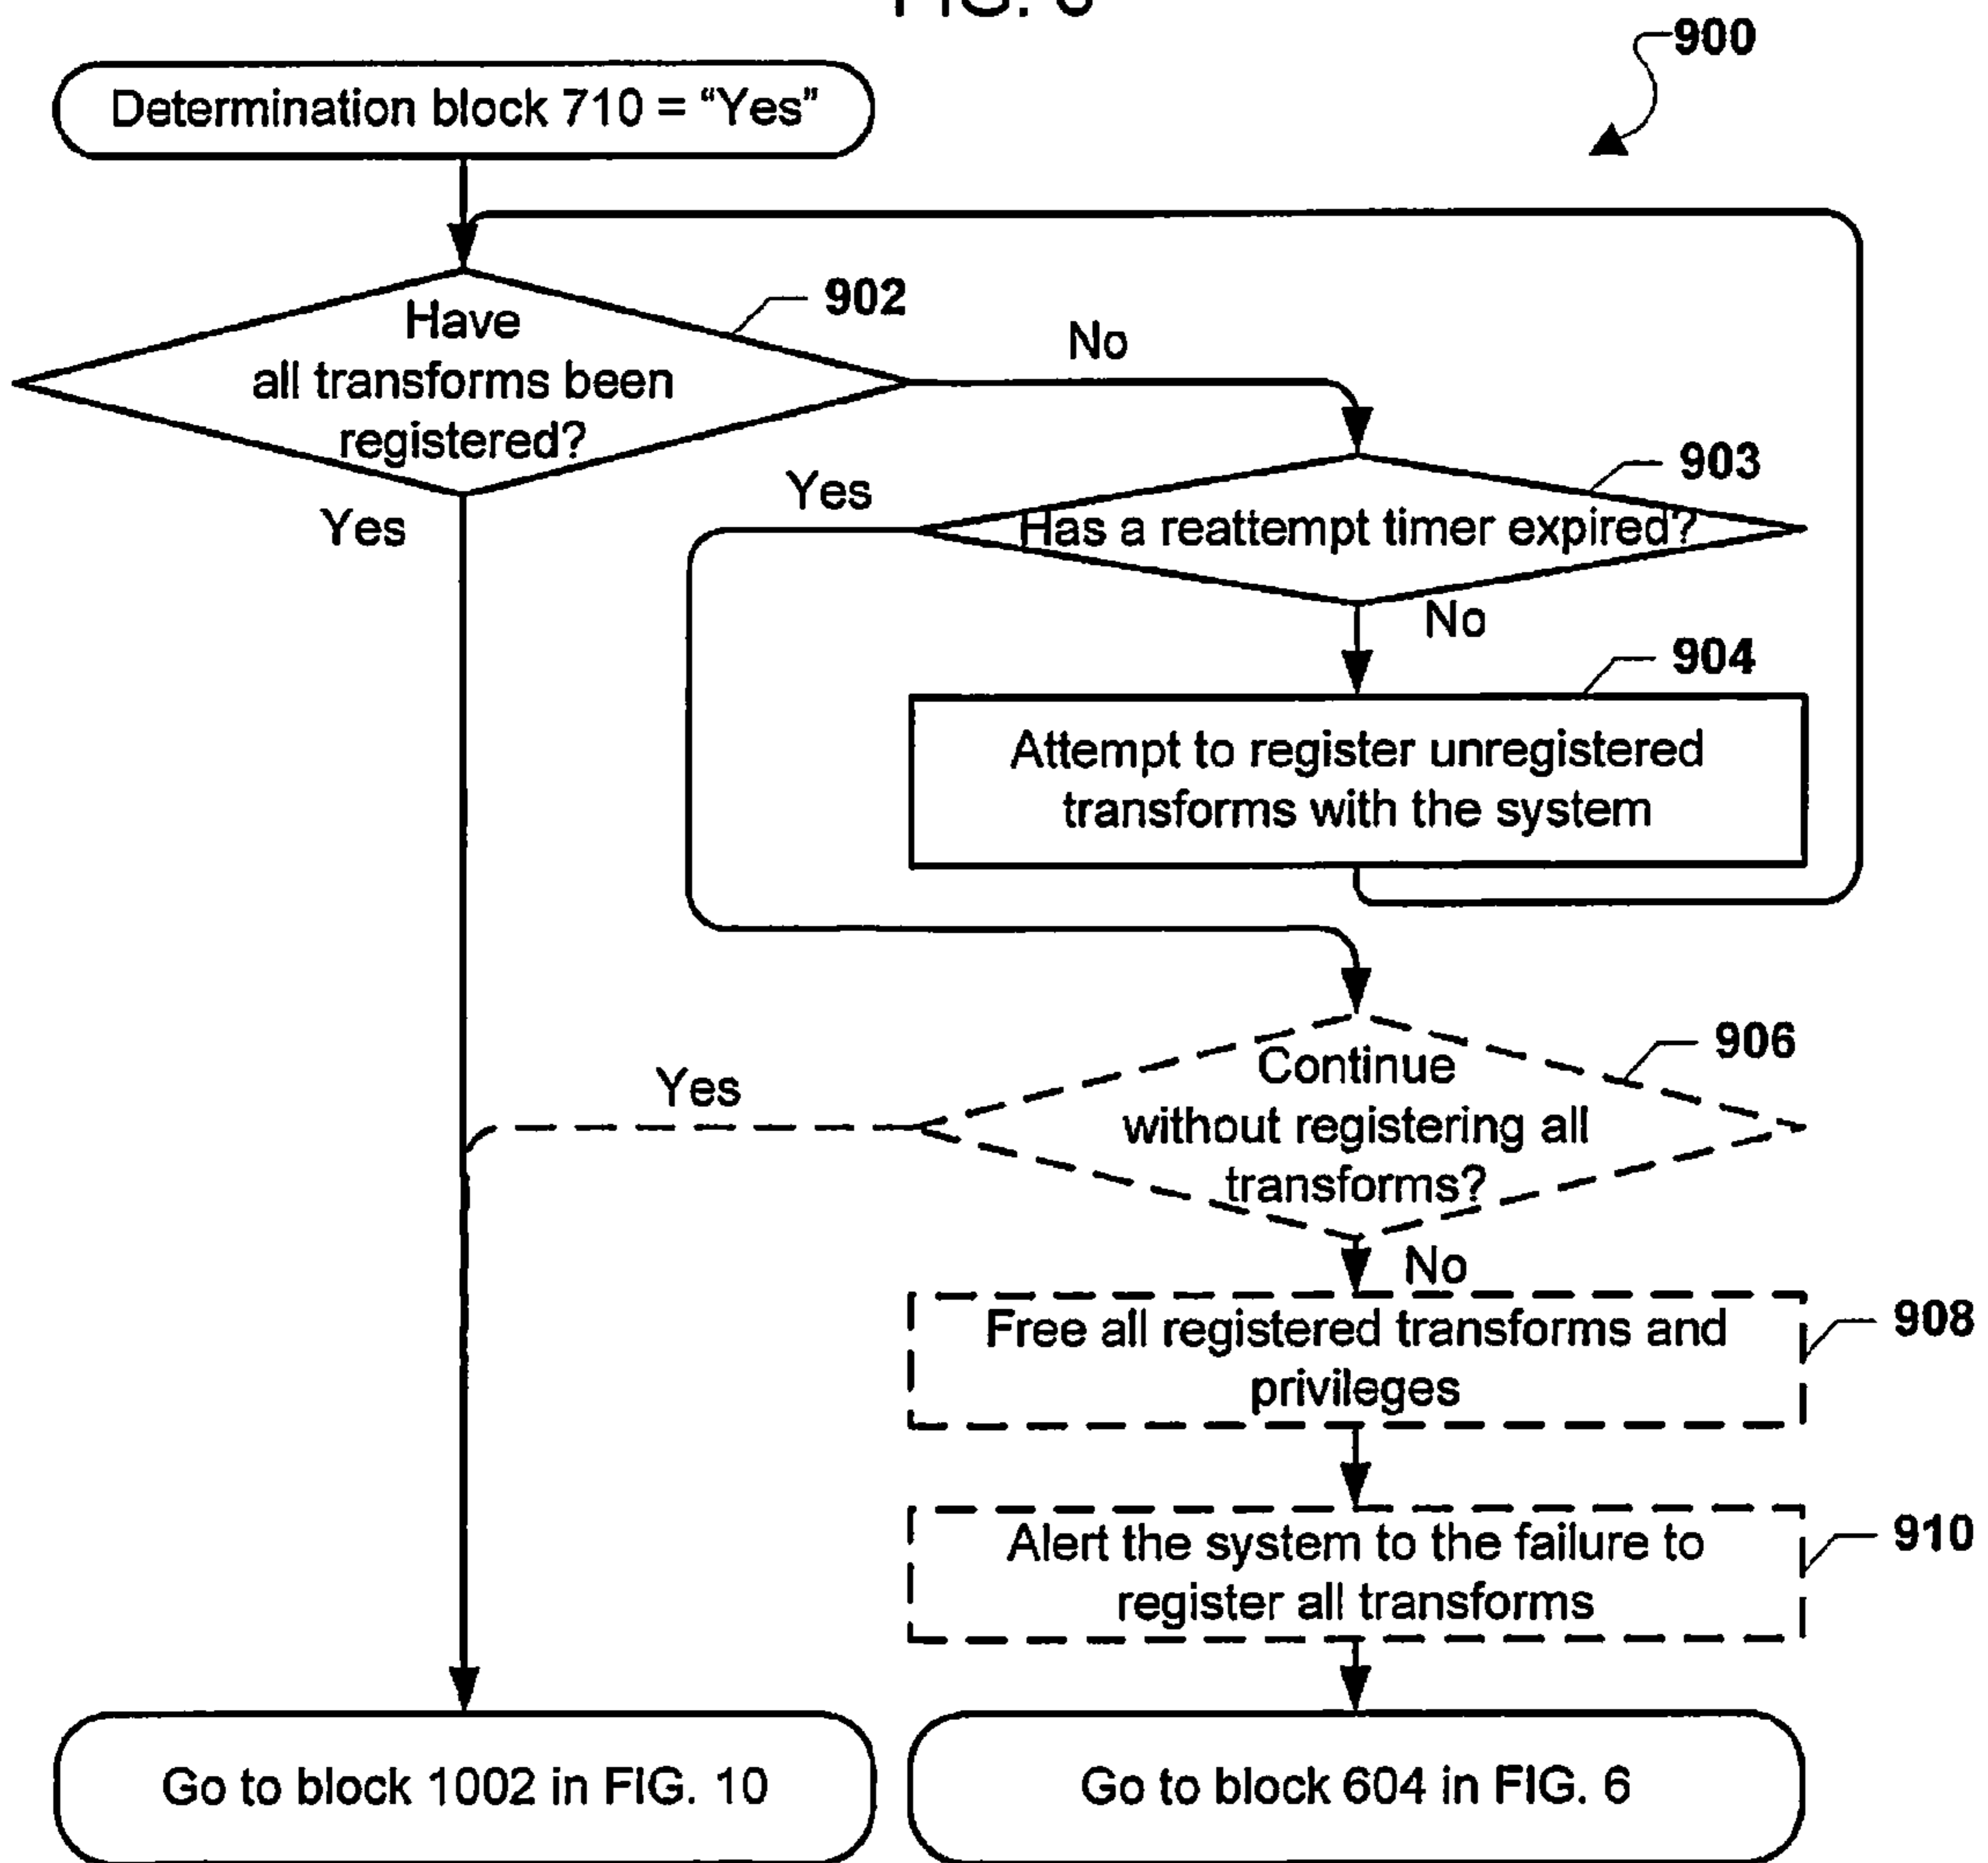 900
Determination block 710 = “Yes”
902
Have
all transforms been
registered?
No
Yes
903
Yes
Has a reattempt timer expired?
No
904
Attempt to register unregistered
transforms with the system
906
Continue
without registering all
transforms?
Yes
No
908
Free all registered transforms and
privileges
910
Alert the system to the failure to
register all transforms
Go to block 1002 in FIG. 10
Go to block 604 in FIG. 6